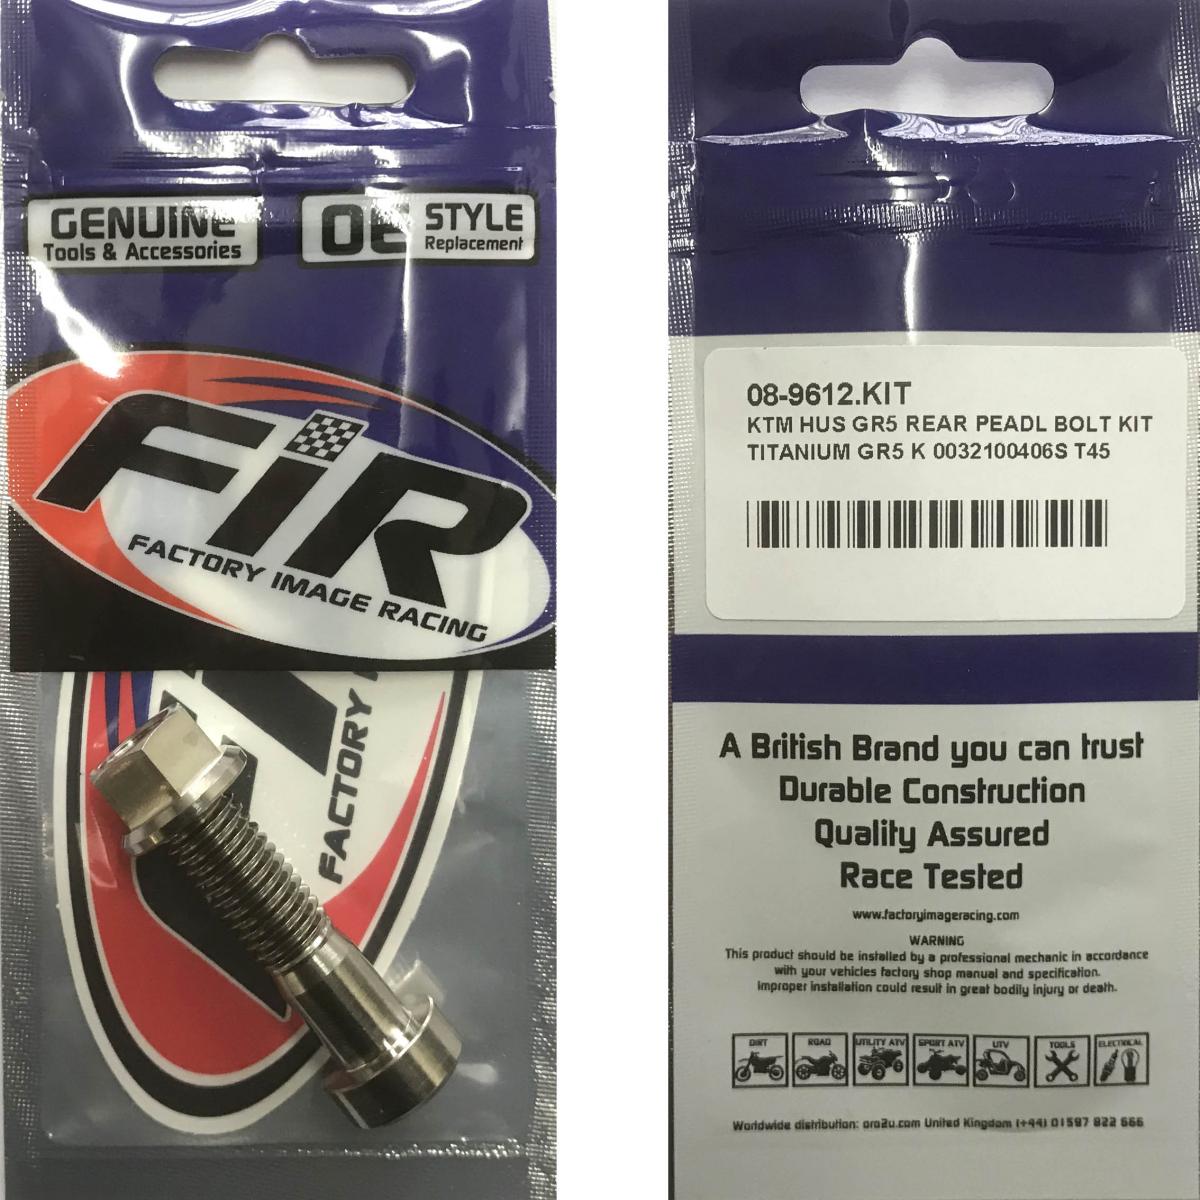 GENUINE
Tools & Accessories
OE STYLE
Replacement
FiR
FACTORY IMAGE RACING
FACTORY
08-9612.KIT
KTM HUS GR5 REAR PEADL BOLT KIT
TITANIUM GR5 K 0032100406S T45
A British Brand you can trust
Durable Construction
Quality Assured
Race Tested
www.factoryimageracing.com
WARNING
This product should be installed by a professional mechanic in accordance
with your vehicles factory shop manual and specification.
Improper installation could result in great bodily injury or death.
DIRT ROAD UTILITY ATV SPORT ATV UTV TOOLS ELECTRICAL
Worldwide distribution: aro2u.com United Kingdom (+44) 01597 822 666